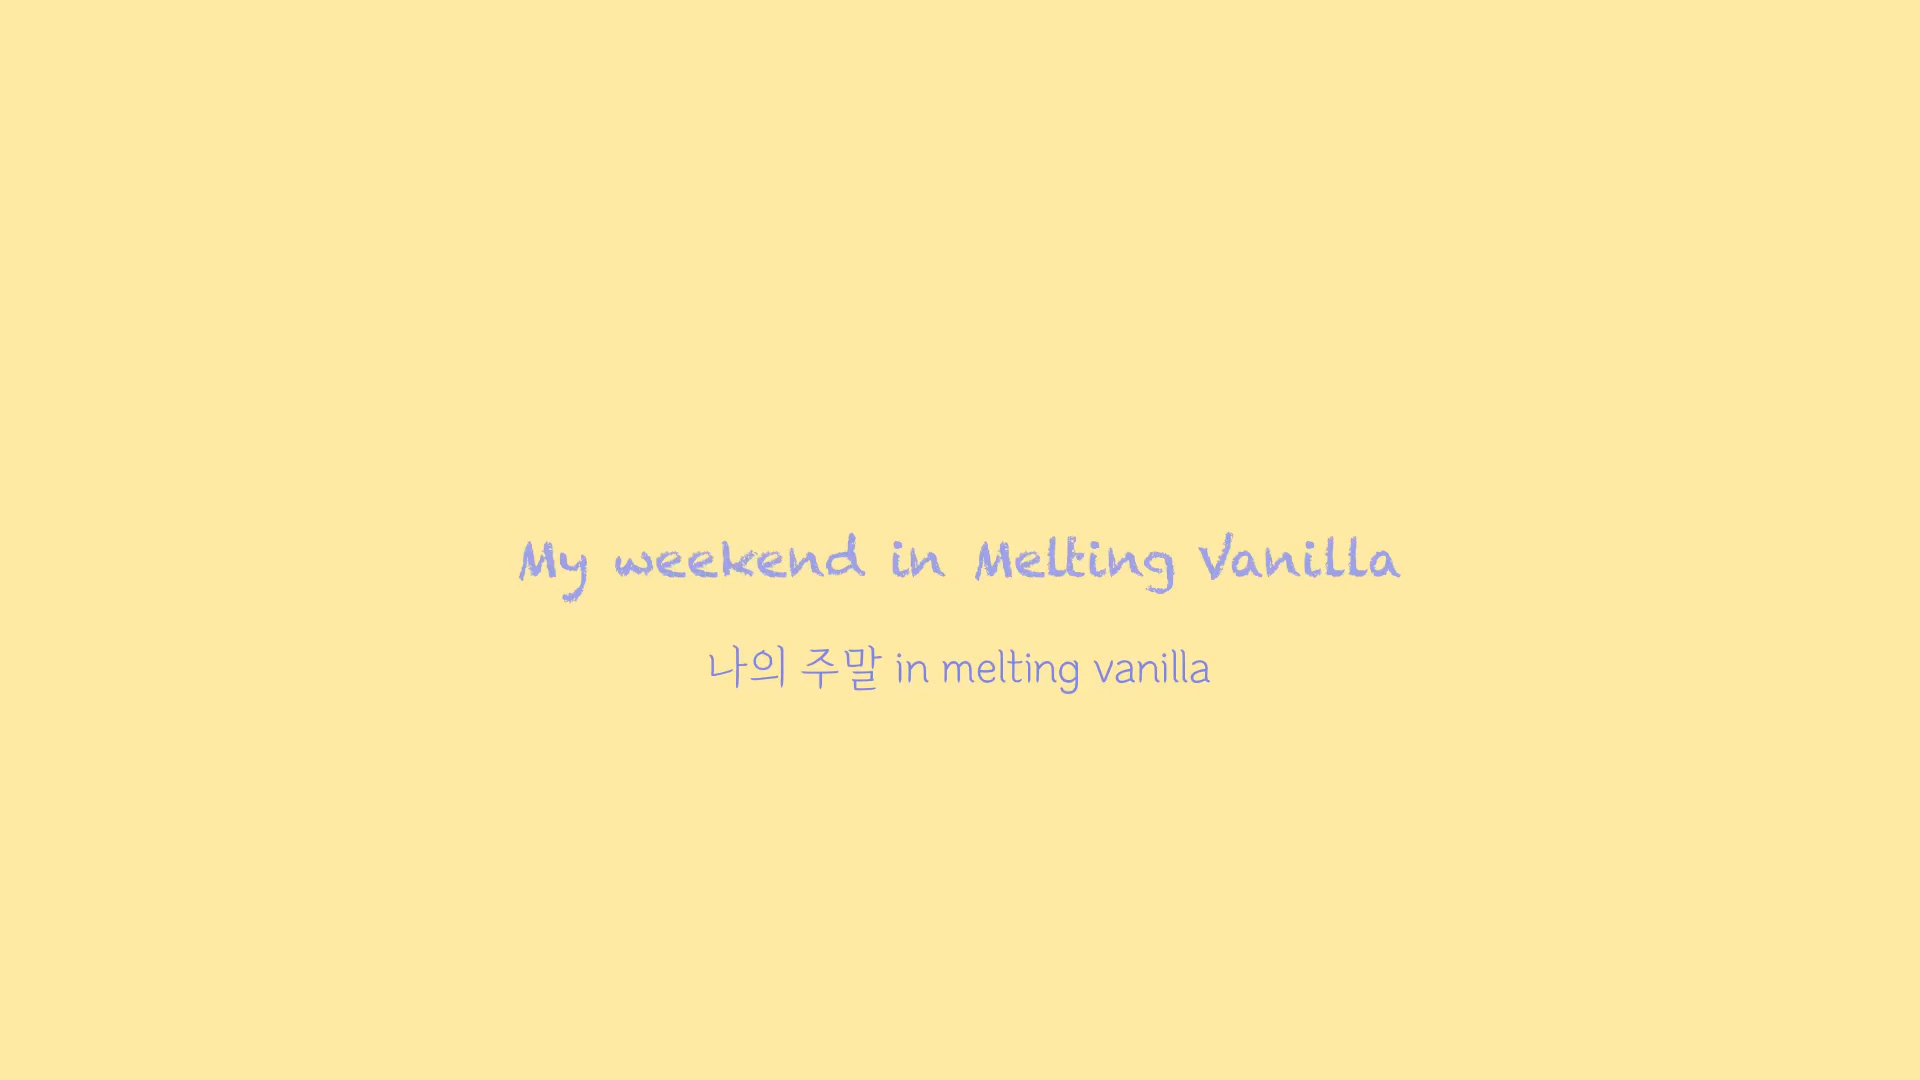 My weekend in Melting Vanilla
나의 주말 in melting vanilla